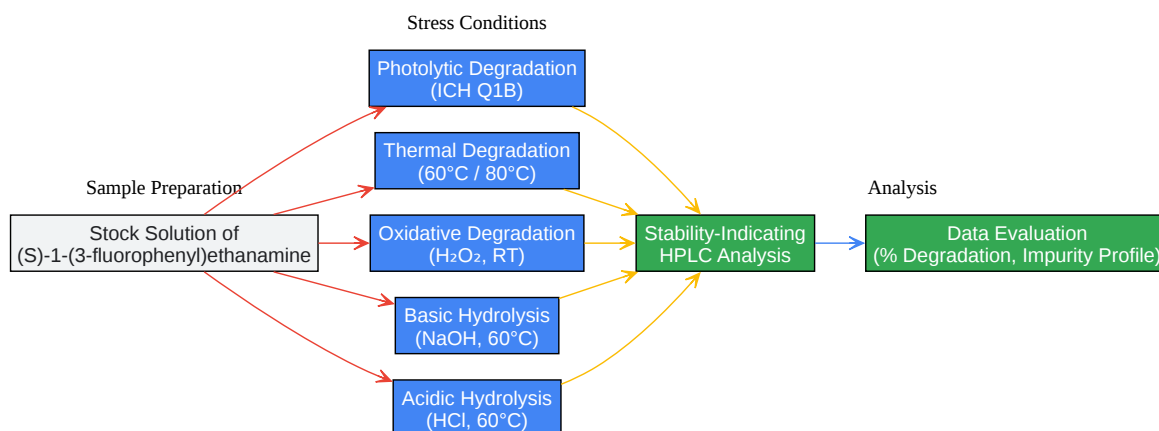 Stress Conditions
Photolytic Degradation
(ICH Q1B)
Thermal Degradation
(60°C / 80°C)
Sample Preparation
Analysis
Stock Solution of
(S)-1-(3-fluorophenyl)ethanamine
Oxidative Degradation
(H₂O₂, RT)
Stability-Indicating
HPLC Analysis
Data Evaluation
(% Degradation, Impurity Profile)
Basic Hydrolysis
(NaOH, 60°C)
Acidic Hydrolysis
(HCl, 60°C)